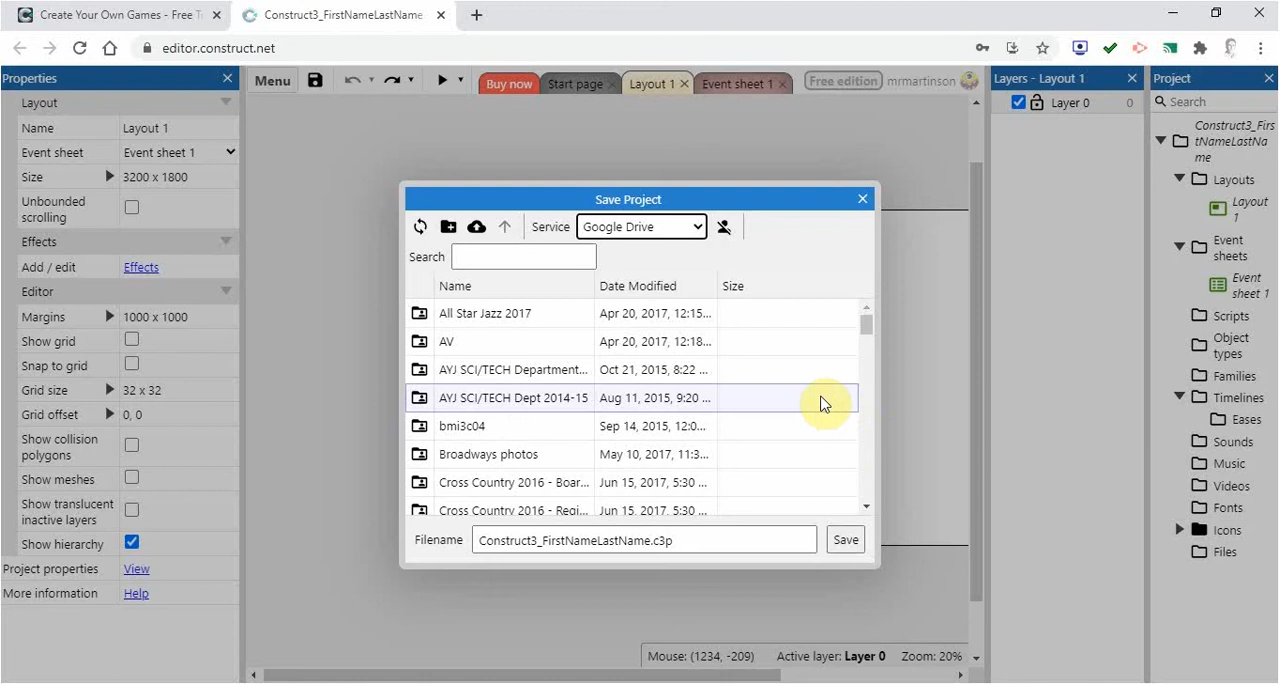 Create Your Own Games - Free T
Construct3_FirstNameLastName
editor.construct.net
Properties
Menu
Buy now
Start page
Layout 1
Event sheet 1
Free edition
mrmartinson
Layers - Layout 1
Project
Layout
Name
Layout 1
Event sheet
Event sheet 1
Size
3200 x 1800
Unbounded
scrolling
Effects
Add / edit
Effects
Editor
Margins
1000 x 1000
Show grid
Snap to grid
Grid size
32 x 32
Grid offset
0, 0
Show collision
polygons
Show meshes
Show translucent
inactive layers
Show hierarchy
Project properties
View
More information
Help
Save Project
Service
Google Drive
Search
Name
Date Modified
Size
All Star Jazz 2017
Apr 20, 2017, 12:15...
AV
Apr 20, 2017, 12:18...
AYJ SCI/TECH Department...
Oct 21, 2015, 8:22 ...
AYJ SCI/TECH Dept 2014-15
Aug 11, 2015, 9:20 ...
bmi3c04
Sep 14, 2015, 12:0...
Broadways photos
May 10, 2017, 11:3...
Cross Country 2016 - Boar...
Jun 15, 2017, 5:30 ...
Cross Country 2016 - Regi...
Jun 15, 2017, 5:30 ...
Filename
Construct3_FirstNameLastName.c3p
Save
Mouse: (1234, -209)
Active layer: Layer 0
Zoom: 20%
Layer 0
0
Search
Construct3_Firs
tNameLastNa
me
Layouts
Layout
1
Event
sheets
Event
sheet 1
Scripts
Object
types
Families
Timelines
Eases
Sounds
Music
Videos
Fonts
Icons
Files